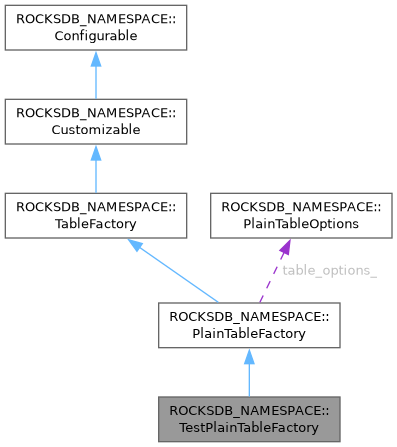 ROCKSDB_NAMESPACE::
Configurable
ROCKSDB_NAMESPACE::
Customizable
ROCKSDB_NAMESPACE::
TableFactory
ROCKSDB_NAMESPACE::
PlainTableOptions
table_options_
ROCKSDB_NAMESPACE::
PlainTableFactory
ROCKSDB_NAMESPACE::
TestPlainTableFactory